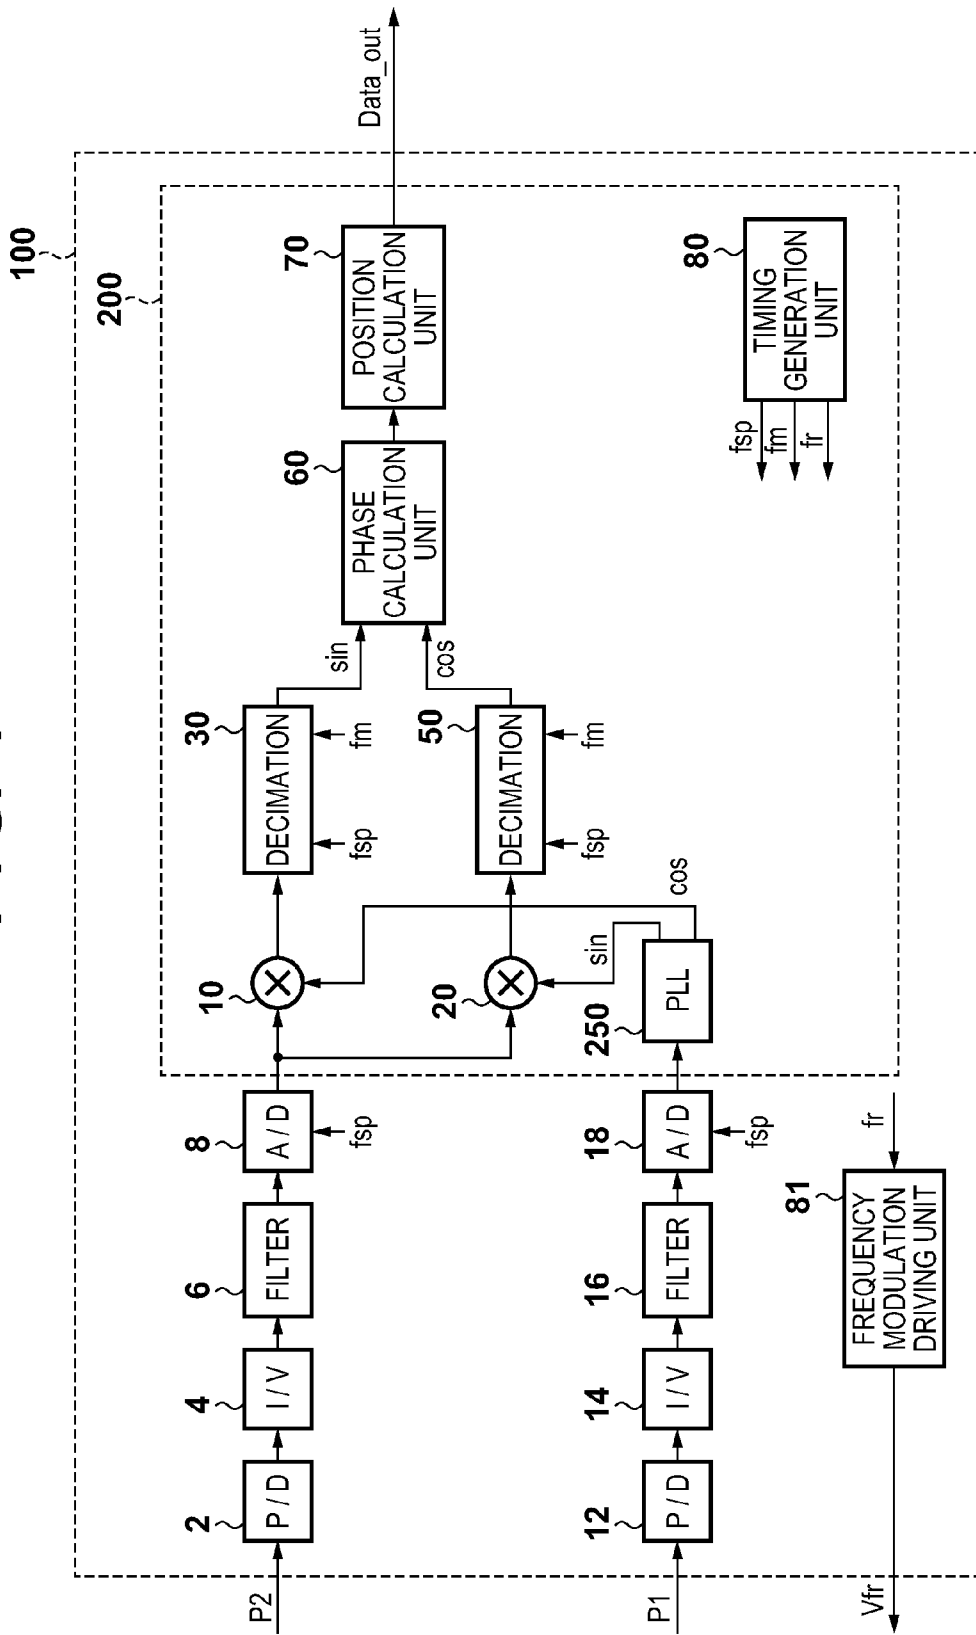 100
200
P2
2
P / D
4
I / V
6
FILTER
8
A / D
fsp
10
30
DECIMATION
fsp
fm
sin
60
PHASE
CALCULATION
UNIT
70
POSITION
CALCULATION
UNIT
Data_out
20
50
DECIMATION
fsp
fm
cos
P1
12
P / D
14
I / V
16
FILTER
18
A / D
fsp
250
PLL
sin
cos
Vfr
81
FREQUENCY
MODULATION
DRIVING UNIT
fr
80
TIMING
GENERATION
UNIT
fsp
fm
fr